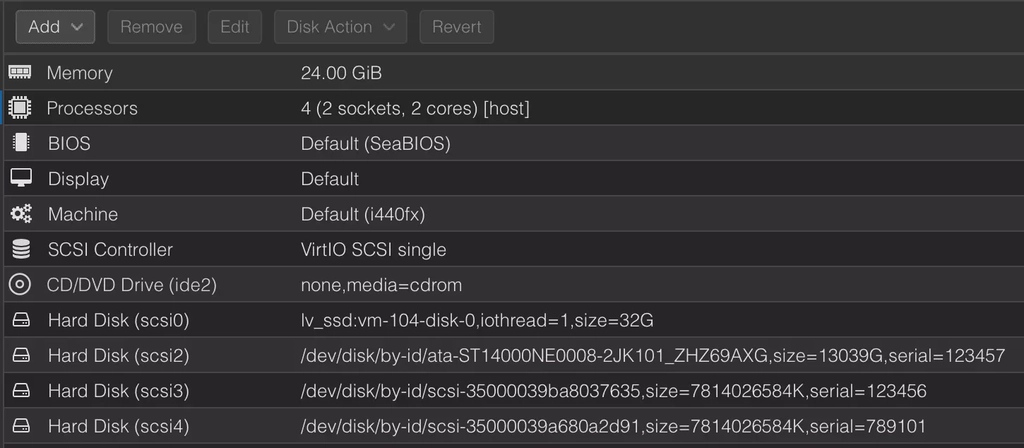 Add Remove Edit Disk Action Revert
Memory 24.00 GiB
Processors 4 (2 sockets, 2 cores) [host]
BIOS Default (SeaBIOS)
Display Default
Machine Default (i440fx)
SCSI Controller VirtIO SCSI single
CD/DVD Drive (ide2) none,media=cdrom
Hard Disk (scsi0) lv_ssd:vm-104-disk-0,iothread=1,size=32G
Hard Disk (scsi2) /dev/disk/by-id/ata-ST14000NE0008-2JK101_ZHZ69AXG,size=13039G,serial=123457
Hard Disk (scsi3) /dev/disk/by-id/scsi-35000039ba8037635,size=7814026584K,serial=123456
Hard Disk (scsi4) /dev/disk/by-id/scsi-35000039a680a2d91,size=7814026584K,serial=789101